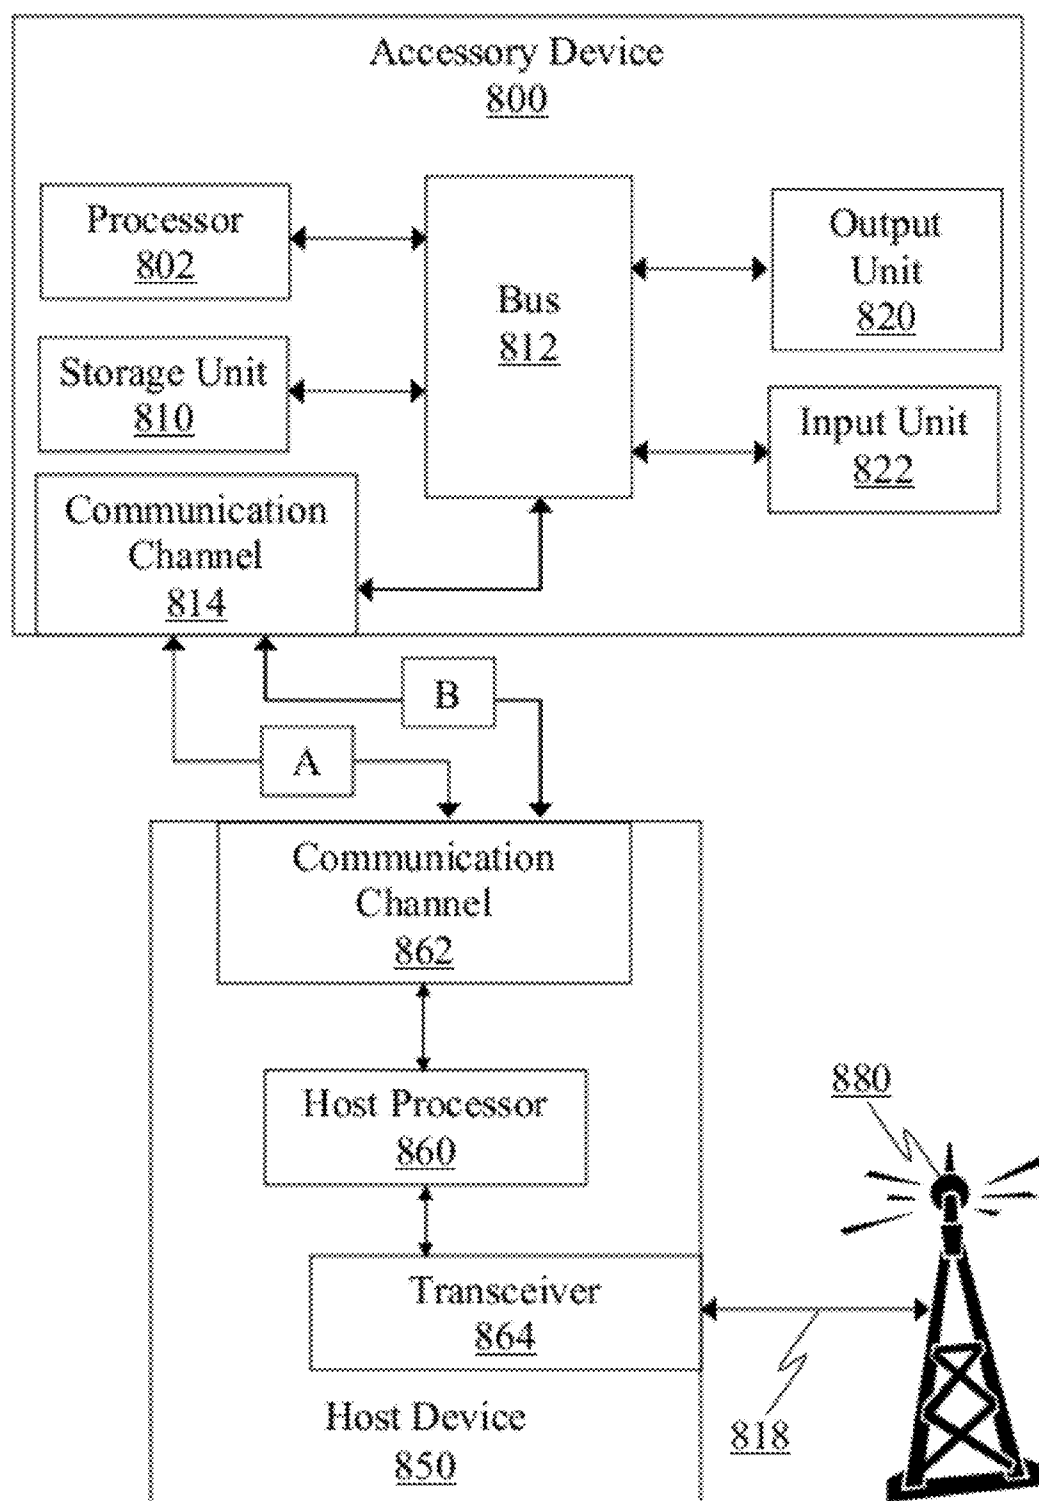 Accessory Device
800
Processor
802
Storage Unit
810
Communication
Channel
814
Bus
812
Output
Unit
820
Input Unit
822
B
A
Communication
Channel
862
Host Processor
860
Transceiver
864
Host Device
850
880
818